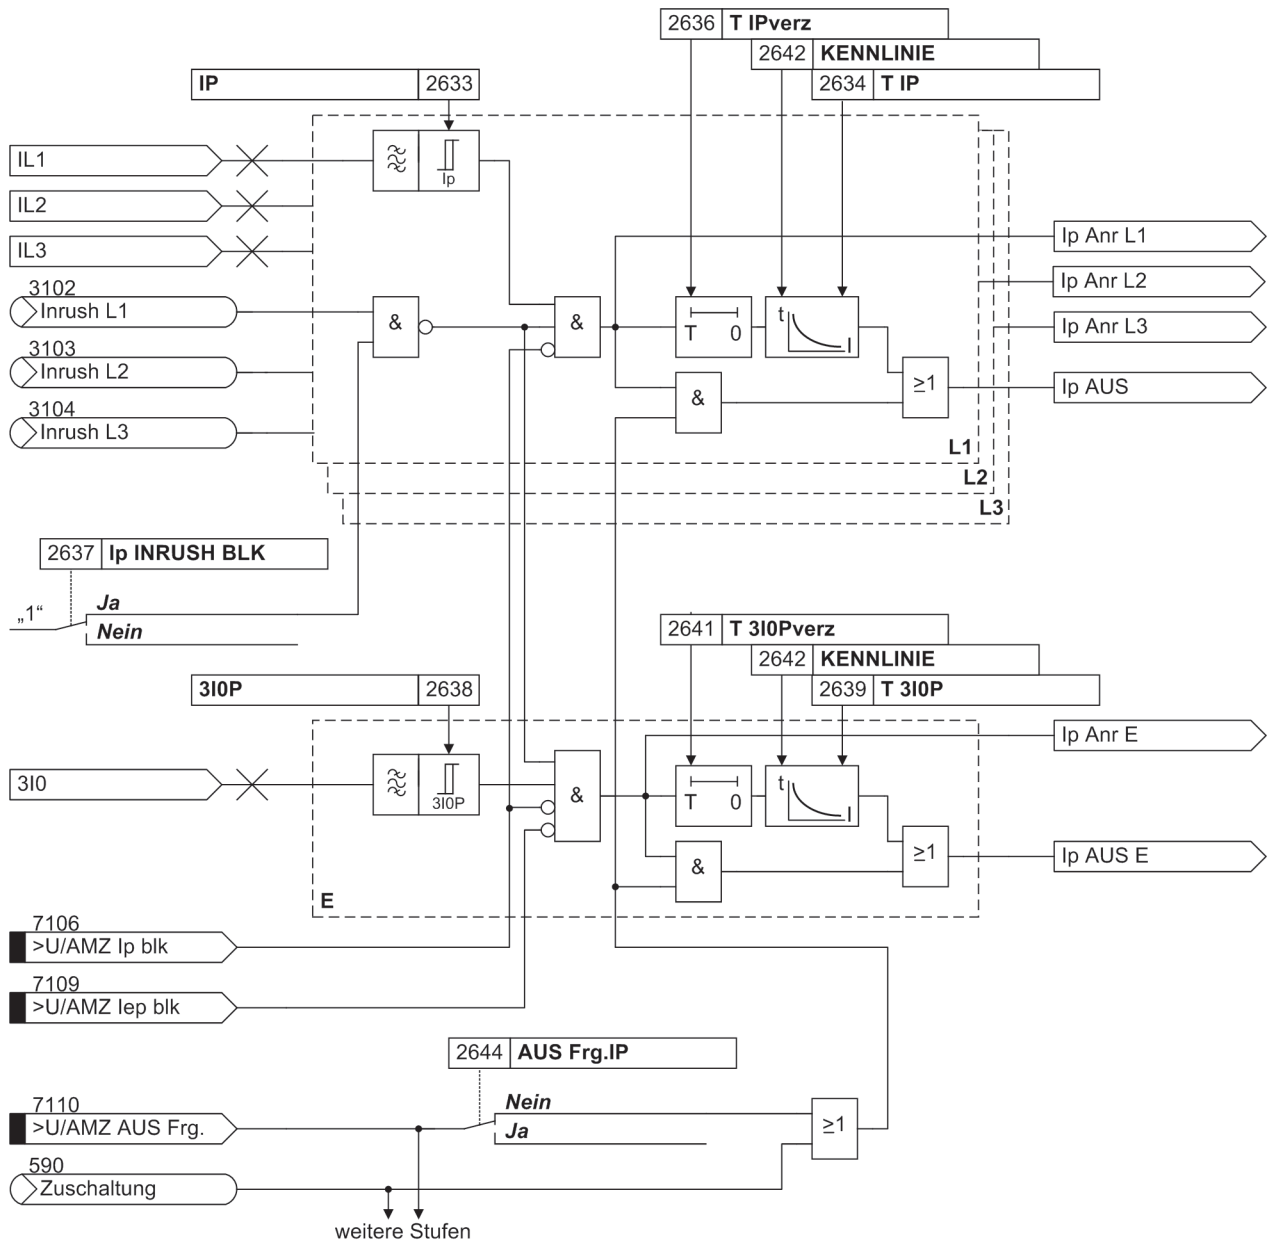 2636 T IPverz
2642 KENNLINIE
2634 T IP
IP 2633
IL1
Ip
IL2
IL3
Ip Anr L1
Ip Anr L2
Ip Anr L3
3102
Inrush L1
&
&
T 0
t
I
3103
Inrush L2
&
≥1
Ip AUS
3104
Inrush L3
L1
L2
L3
2637 Ip INRUSH BLK
„1“
Ja
Nein
2641 T 3I0Pverz
2642 KENNLINIE
2639 T 3I0P
3I0P 2638
Ip Anr E
3I0
3I0P
&
T 0
t
I
&
≥1
Ip AUS E
E
7106
>U/AMZ Ip blk
7109
>U/AMZ Iep blk
2644 AUS Frg.IP
7110
>U/AMZ AUS Frg.
Nein
Ja
≥1
590
Zuschaltung
weitere Stufen